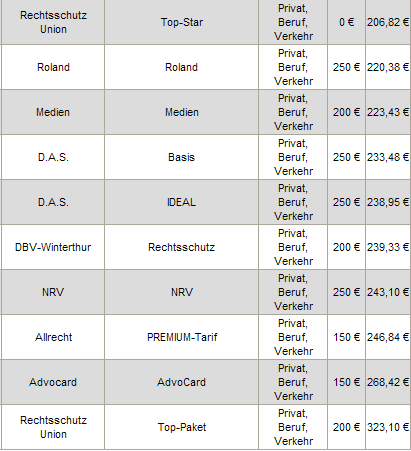 Rechtsschutz Union Top-Star Privat, Beruf, Verkehr 0 € 206,82 €
Roland Roland Privat, Beruf, Verkehr 250 € 220,38 €
Medien Medien Privat, Beruf, Verkehr 200 € 223,43 €
D.A.S. Basis Privat, Beruf, Verkehr 250 € 233,48 €
D.A.S. IDEAL Privat, Beruf, Verkehr 250 € 238,95 €
DBV-Winterthur Rechtsschutz Privat, Beruf, Verkehr 200 € 239,33 €
NRV NRV Privat, Beruf, Verkehr 250 € 243,10 €
Allrecht PREMIUM-Tarif Privat, Beruf, Verkehr 150 € 246,84 €
Advocard AdvoCard Privat, Beruf, Verkehr 150 € 268,42 €
Rechtsschutz Union Top-Paket Privat, Beruf, Verkehr 200 € 323,10 €